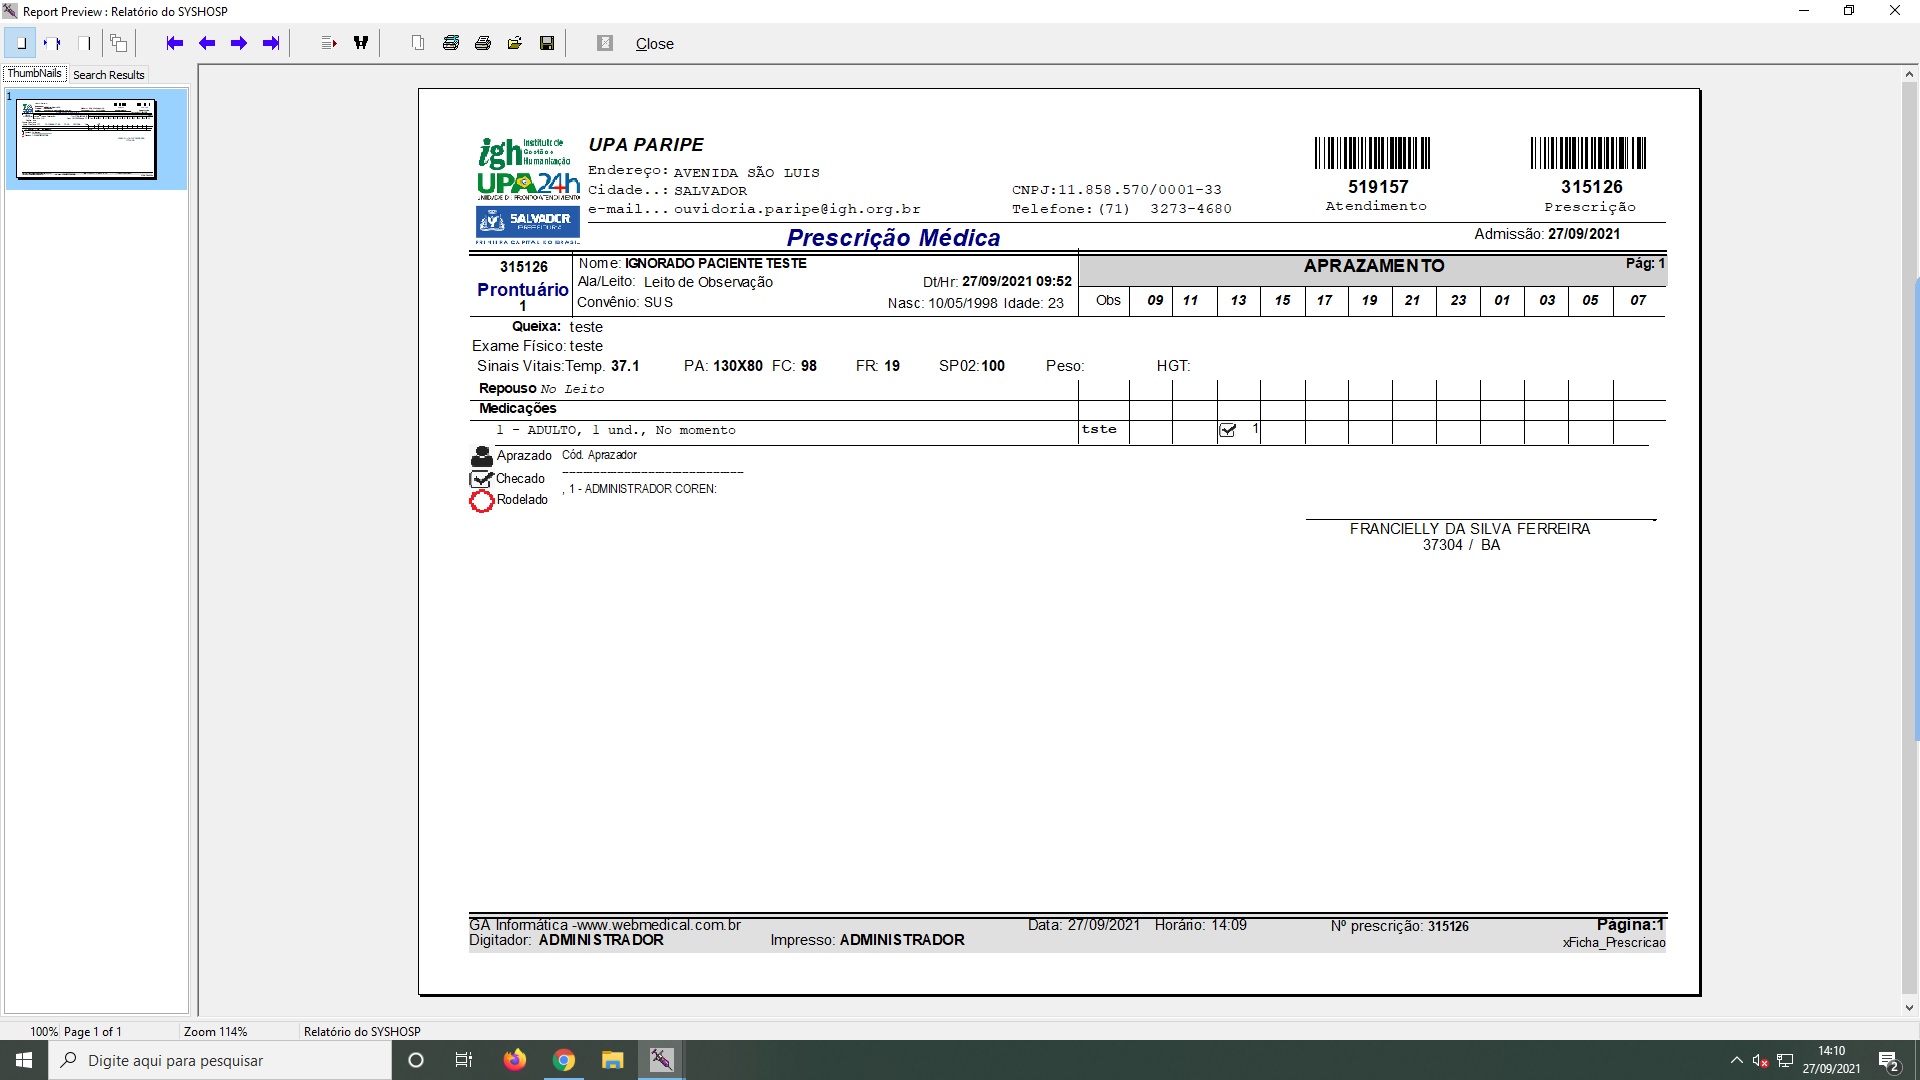 Report Preview : Relatório do SYSHOSP
Close
ThumbNails Search Results
1
igh Instituto de Gestão e Humanização
UPA 24h
UNIDADE DE PRONTO ATENDIMENTO
SALVADOR
PREFEITURA
PRIMEIRA CAPITAL DO BRASIL
UPA PARIPE
Endereço: AVENIDA SÃO LUIS
Cidade..: SALVADOR CNPJ:11.858.570/0001-33
e-mail... ouvidoria.paripe@igh.org.br Telefone: (71) 3273-4680
519157
Atendimento
315126
Prescrição
Prescrição Médica Admissão: 27/09/2021
315126
Prontuário
1
Nome: IGNORADO PACIENTE TESTE
Ala/Leito: Leito de Observação Dt/Hr: 27/09/2021 09:52
Convênio: SUS Nasc: 10/05/1998 Idade: 23
APRAZAMENTO Pág: 1
Obs 09 11 13 15 17 19 21 23 01 03 05 07
Queixa: teste
Exame Físico: teste
Sinais Vitais:Temp. 37.1 PA: 130X80 FC: 98 FR: 19 SP02:100 Peso: HGT:
Repouso No Leito
Medicações
1 - ADULTO, 1 und., No momento tste 1
Aprazado Cód. Aprazador
Checado ------------------------------------
Rodelado , 1 - ADMINISTRADOR COREN:
FRANCIELLY DA SILVA FERREIRA
37304 / BA
GA Informática -www.webmedical.com.br Data: 27/09/2021 Horário: 14:09 Nº prescrição: 315126 Página:1
Digitador: ADMINISTRADOR Impresso: ADMINISTRADOR xFicha_Prescricao
100% Page 1 of 1 Zoom 114% Relatório do SYSHOSP
Digite aqui para pesquisar
14:10
27/09/2021
2